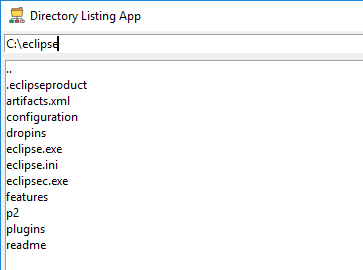 Directory Listing App
C:\eclipse
..
.eclipseproduct
artifacts.xml
configuration
dropins
eclipse.exe
eclipse.ini
eclipsec.exe
features
p2
plugins
readme